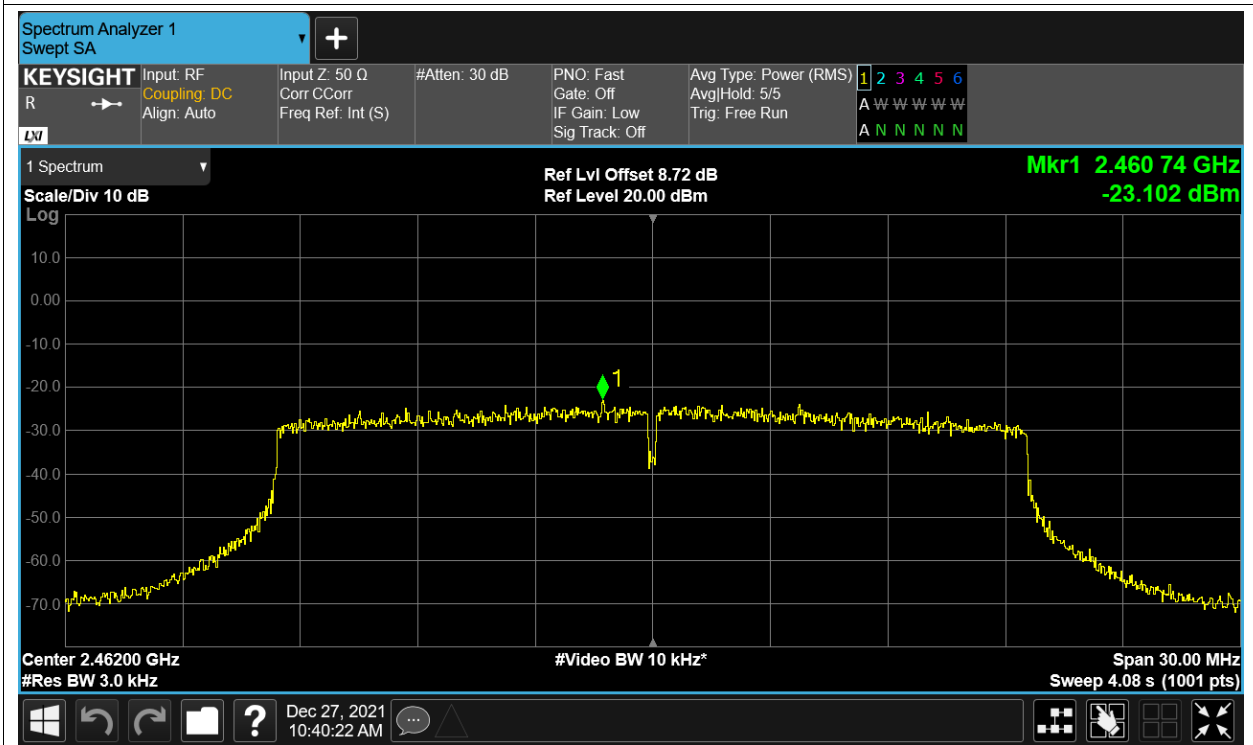 Spectrum Analyzer 1
Swept SA
KEYSIGHT
R
LXI
Input: RF
Coupling: DC
Align: Auto
Input Z: 50 Ω
Corr CCorr
Freq Ref: Int (S)
#Atten: 30 dB
PNO: Fast
Gate: Off
IF Gain: Low
Sig Track: Off
Avg Type: Power (RMS)
Avg|Hold: 5/5
Trig: Free Run
1 2 3 4 5 6
A W W W W W
A N N N N N
1 Spectrum
Scale/Div 10 dB
Ref Lvl Offset 8.72 dB
Ref Level 20.00 dBm
Mkr1 2.460 74 GHz
-23.102 dBm
Log
10.0
0.00
-10.0
-20.0
-30.0
-40.0
-50.0
-60.0
-70.0
1
Center 2.46200 GHz
#Res BW 3.0 kHz
#Video BW 10 kHz*
Span 30.00 MHz
Sweep 4.08 s (1001 pts)
?
Dec 27, 2021
10:40:22 AM